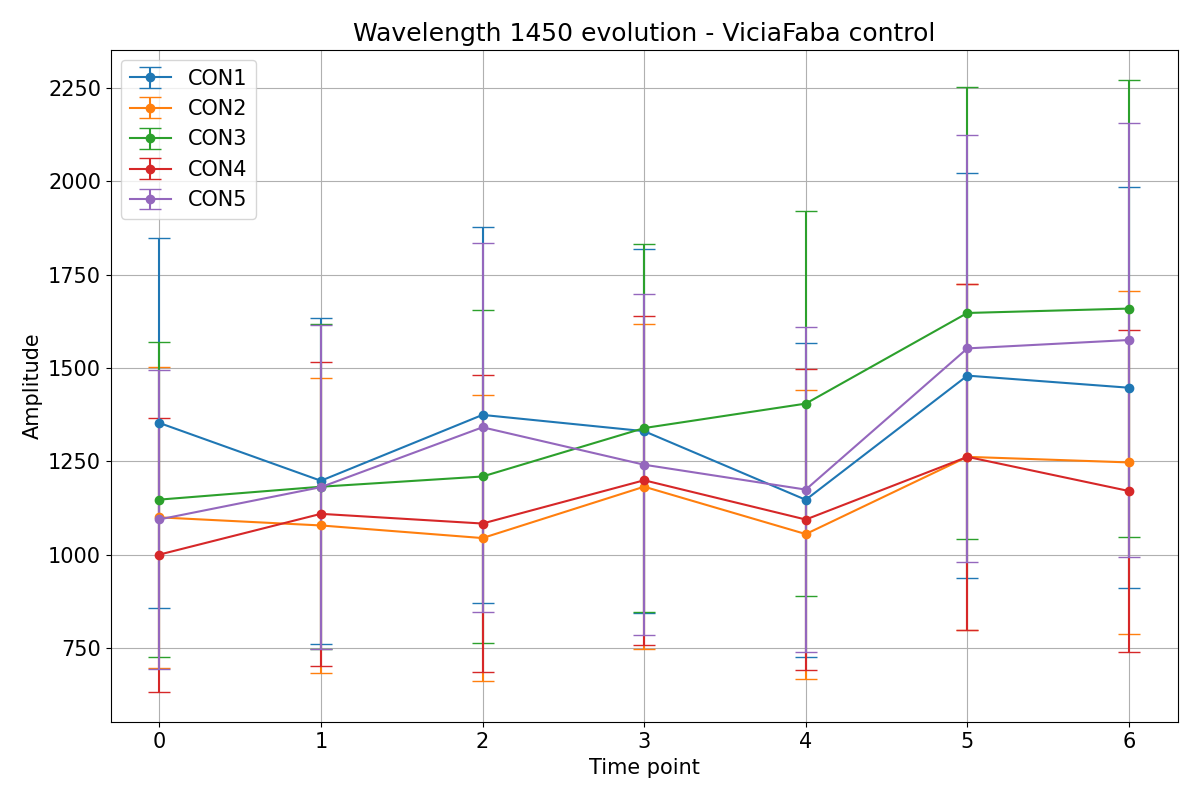 Wavelength 1450 evolution - ViciaFaba control
CON1
CON2
CON3
CON4
CON5
Amplitude
2250
2000
1750
1500
1250
1000
750
0 1 2 3 4 5 6
Time point